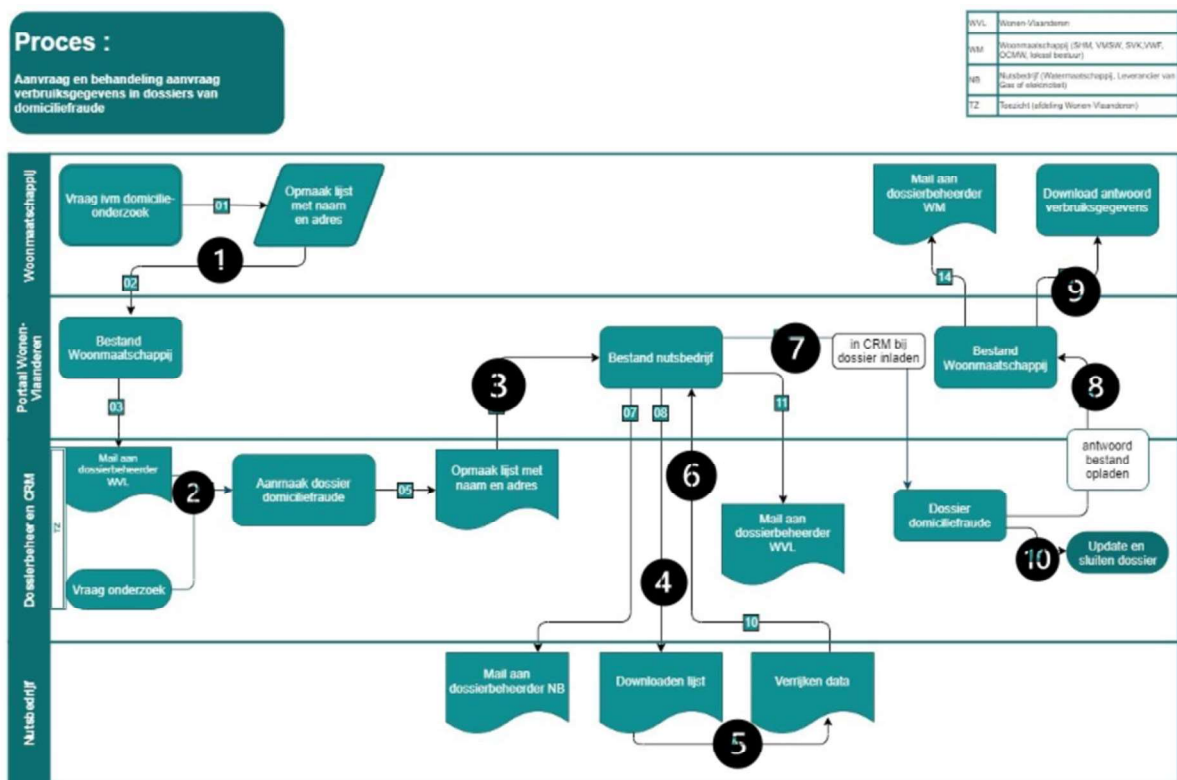 Proces :
Aanvraag en behandeling aanvraag
verbruiksgegevens in dossiers van
domiciliefraude
WVL Wonen-Vlaanderen
WM Woonmaatschappij (SHM, VMSW, SVK,VWF,
OCMW, lokaal bestuur)
NB Nutsbedrijf (Watermaatschappij, Leverancier van
Gas of elektriciteit)
TZ Toezicht (afdeling Wonen-Vlaanderen)
Woonmaatschappij
Vraag ivm domicilie-
onderzoek
01
Opmaak lijst
met naam
en adres
1
02
Mail aan
dossierbeheerder
WM
Download antwoord
verbruiksgegevens
14
9
Portaal Wonen-
Vlaanderen
Bestand
Woonmaatschappij
03
3
Bestand nutsbedrijf
07
08
7
11
in CRM bij
dossier inladen
Bestand
Woonmaatschappij
8
Dossierbeheer en CRM
TZ
Mail aan
dossierbeheerder
WVL
2
Vraag onderzoek
Aanmaak dossier
domiciliefraude
05
Opmaak lijst met
naam en adres
4
6
10
Mail aan
dossierbeheerder
WVL
antwoord
bestand
opladen
Dossier
domiciliefraude
10
Update en
sluiten dossier
Nutsbedrijf
Mail aan
dossierbeheerder NB
Downloaden lijst
5
Verrijken data